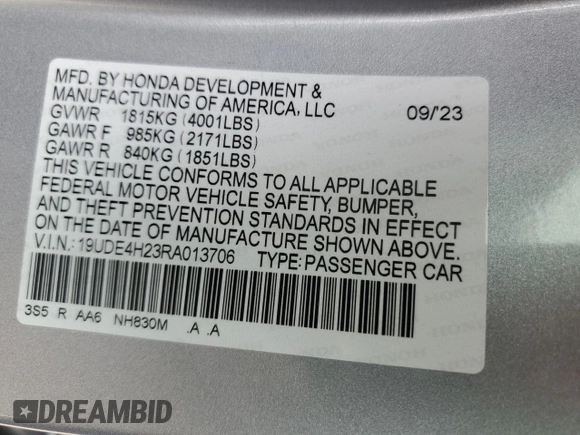 MFD. BY HONDA DEVELOPMENT &
MANUFACTURING OF AMERICA, LLC 09/'23
GVWR 1815KG (4001LBS)
GAWR F 985KG (2171LBS)
GAWR R 840KG (1851LBS)
THIS VEHICLE CONFORMS TO ALL APPLICABLE
FEDERAL MOTOR VEHICLE SAFETY, BUMPER,
AND THEFT PREVENTION STANDARDS IN EFFECT
ON THE DATE OF MANUFACTURE SHOWN ABOVE.
V.I.N.: 19UDE4H23RA013706 TYPE: PASSENGER CAR
3S5 R AA6 NH830M .A .A
DREAMBID